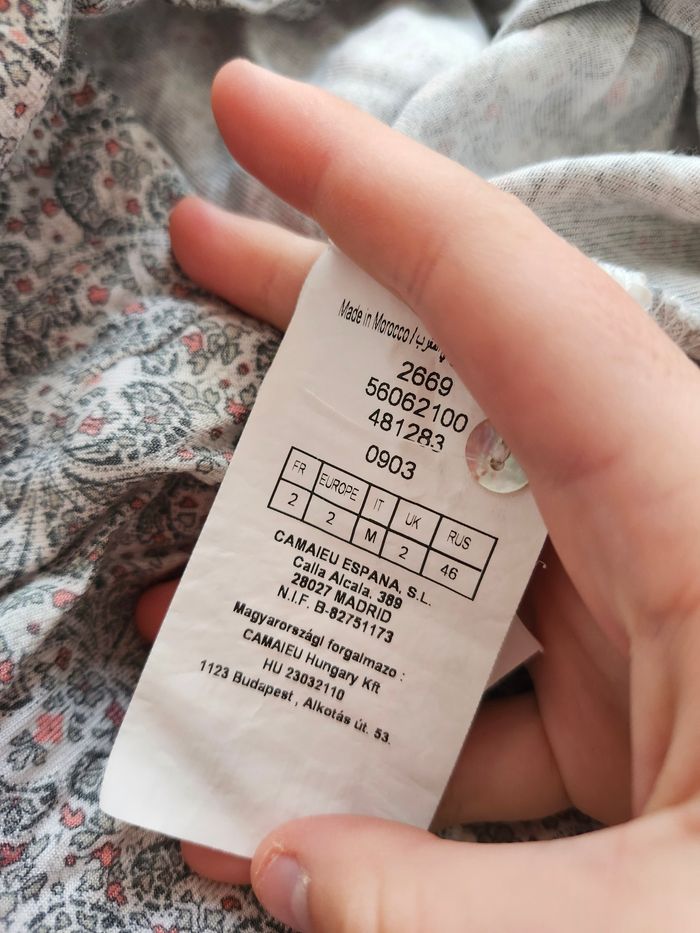 Made in Morocco /
2669
56062100
481283
0903
FR EUROPE IT UK RUS
2 2 M 2 46
CAMAIEU ESPANA, S.L.
Calla Alcala. 389
28027 MADRID
N.I.F. B-82751173
Magyarországi forgalmazo :
CAMAIEU Hungary Kft
HU 23032110
1123 Budapest , Alkotás út. 53.